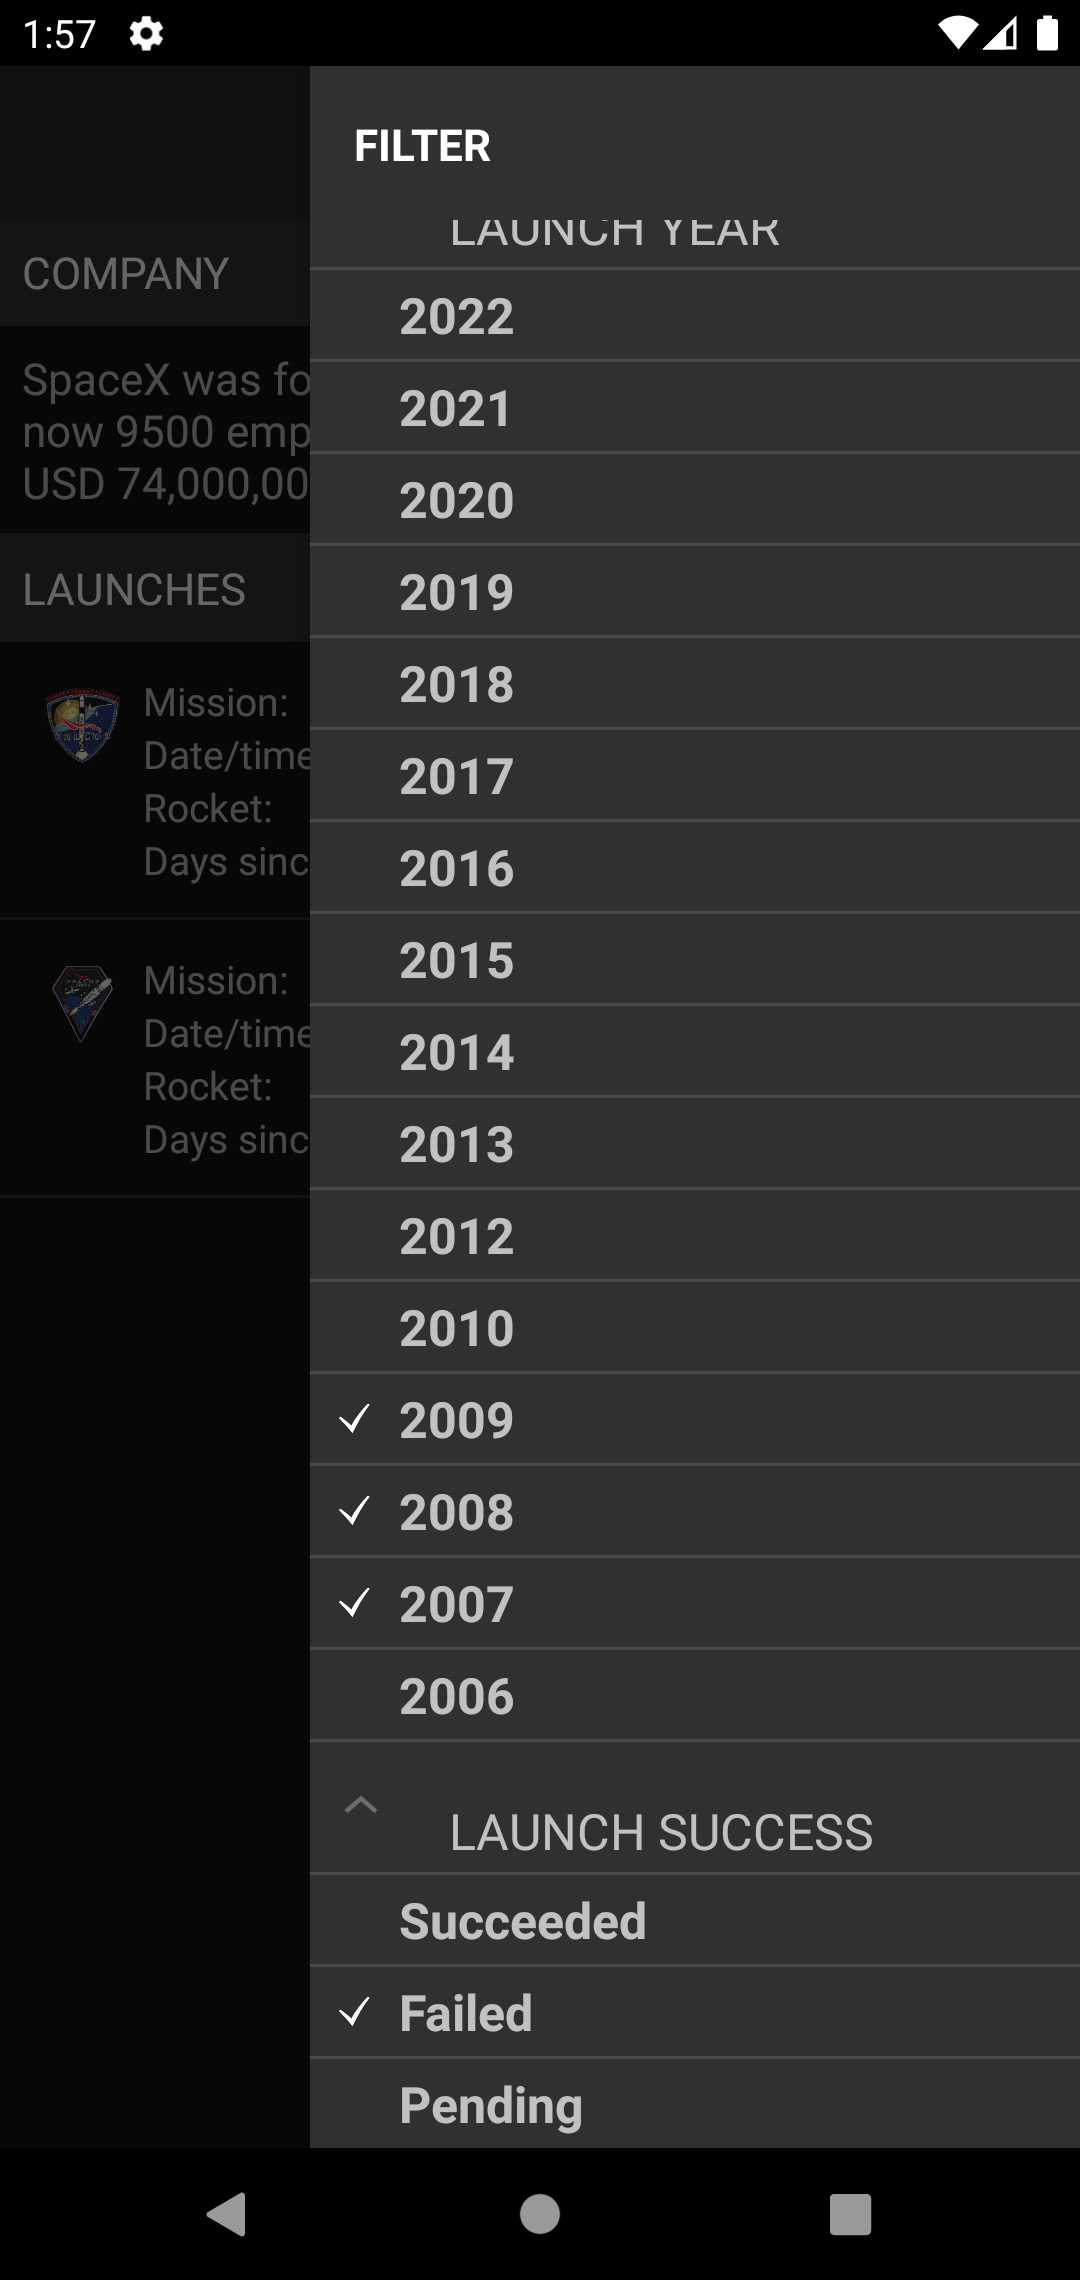 1:57
FILTER
LAUNCH YEAR
COMPANY
2022
SpaceX was fo
2021
now 9500 emp
USD 74,000,00
2020
LAUNCHES
2019
2018
Mission:
Date/time
2017
Rocket:
Days sinc
2016
2015
Mission:
Date/time
2014
Rocket:
Days sinc
2013
2012
2010
2009
2008
2007
2006
LAUNCH SUCCESS
Succeeded
Failed
Pending